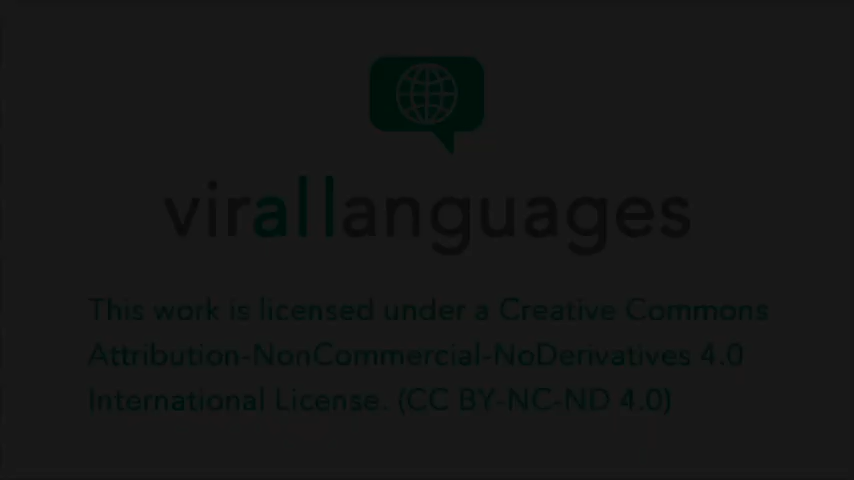 virallanguages
This work is licensed under a Creative Commons
Attribution-NonCommercial-NoDerivatives 4.0
International License. (CC BY-NC-ND 4.0)